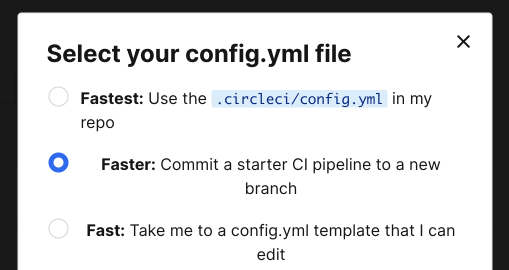 Select your config.yml file
Fastest: Use the .circleci/config.yml in my
repo
Faster: Commit a starter CI pipeline to a new
branch
Fast: Take me to a config.yml template that I can
edit